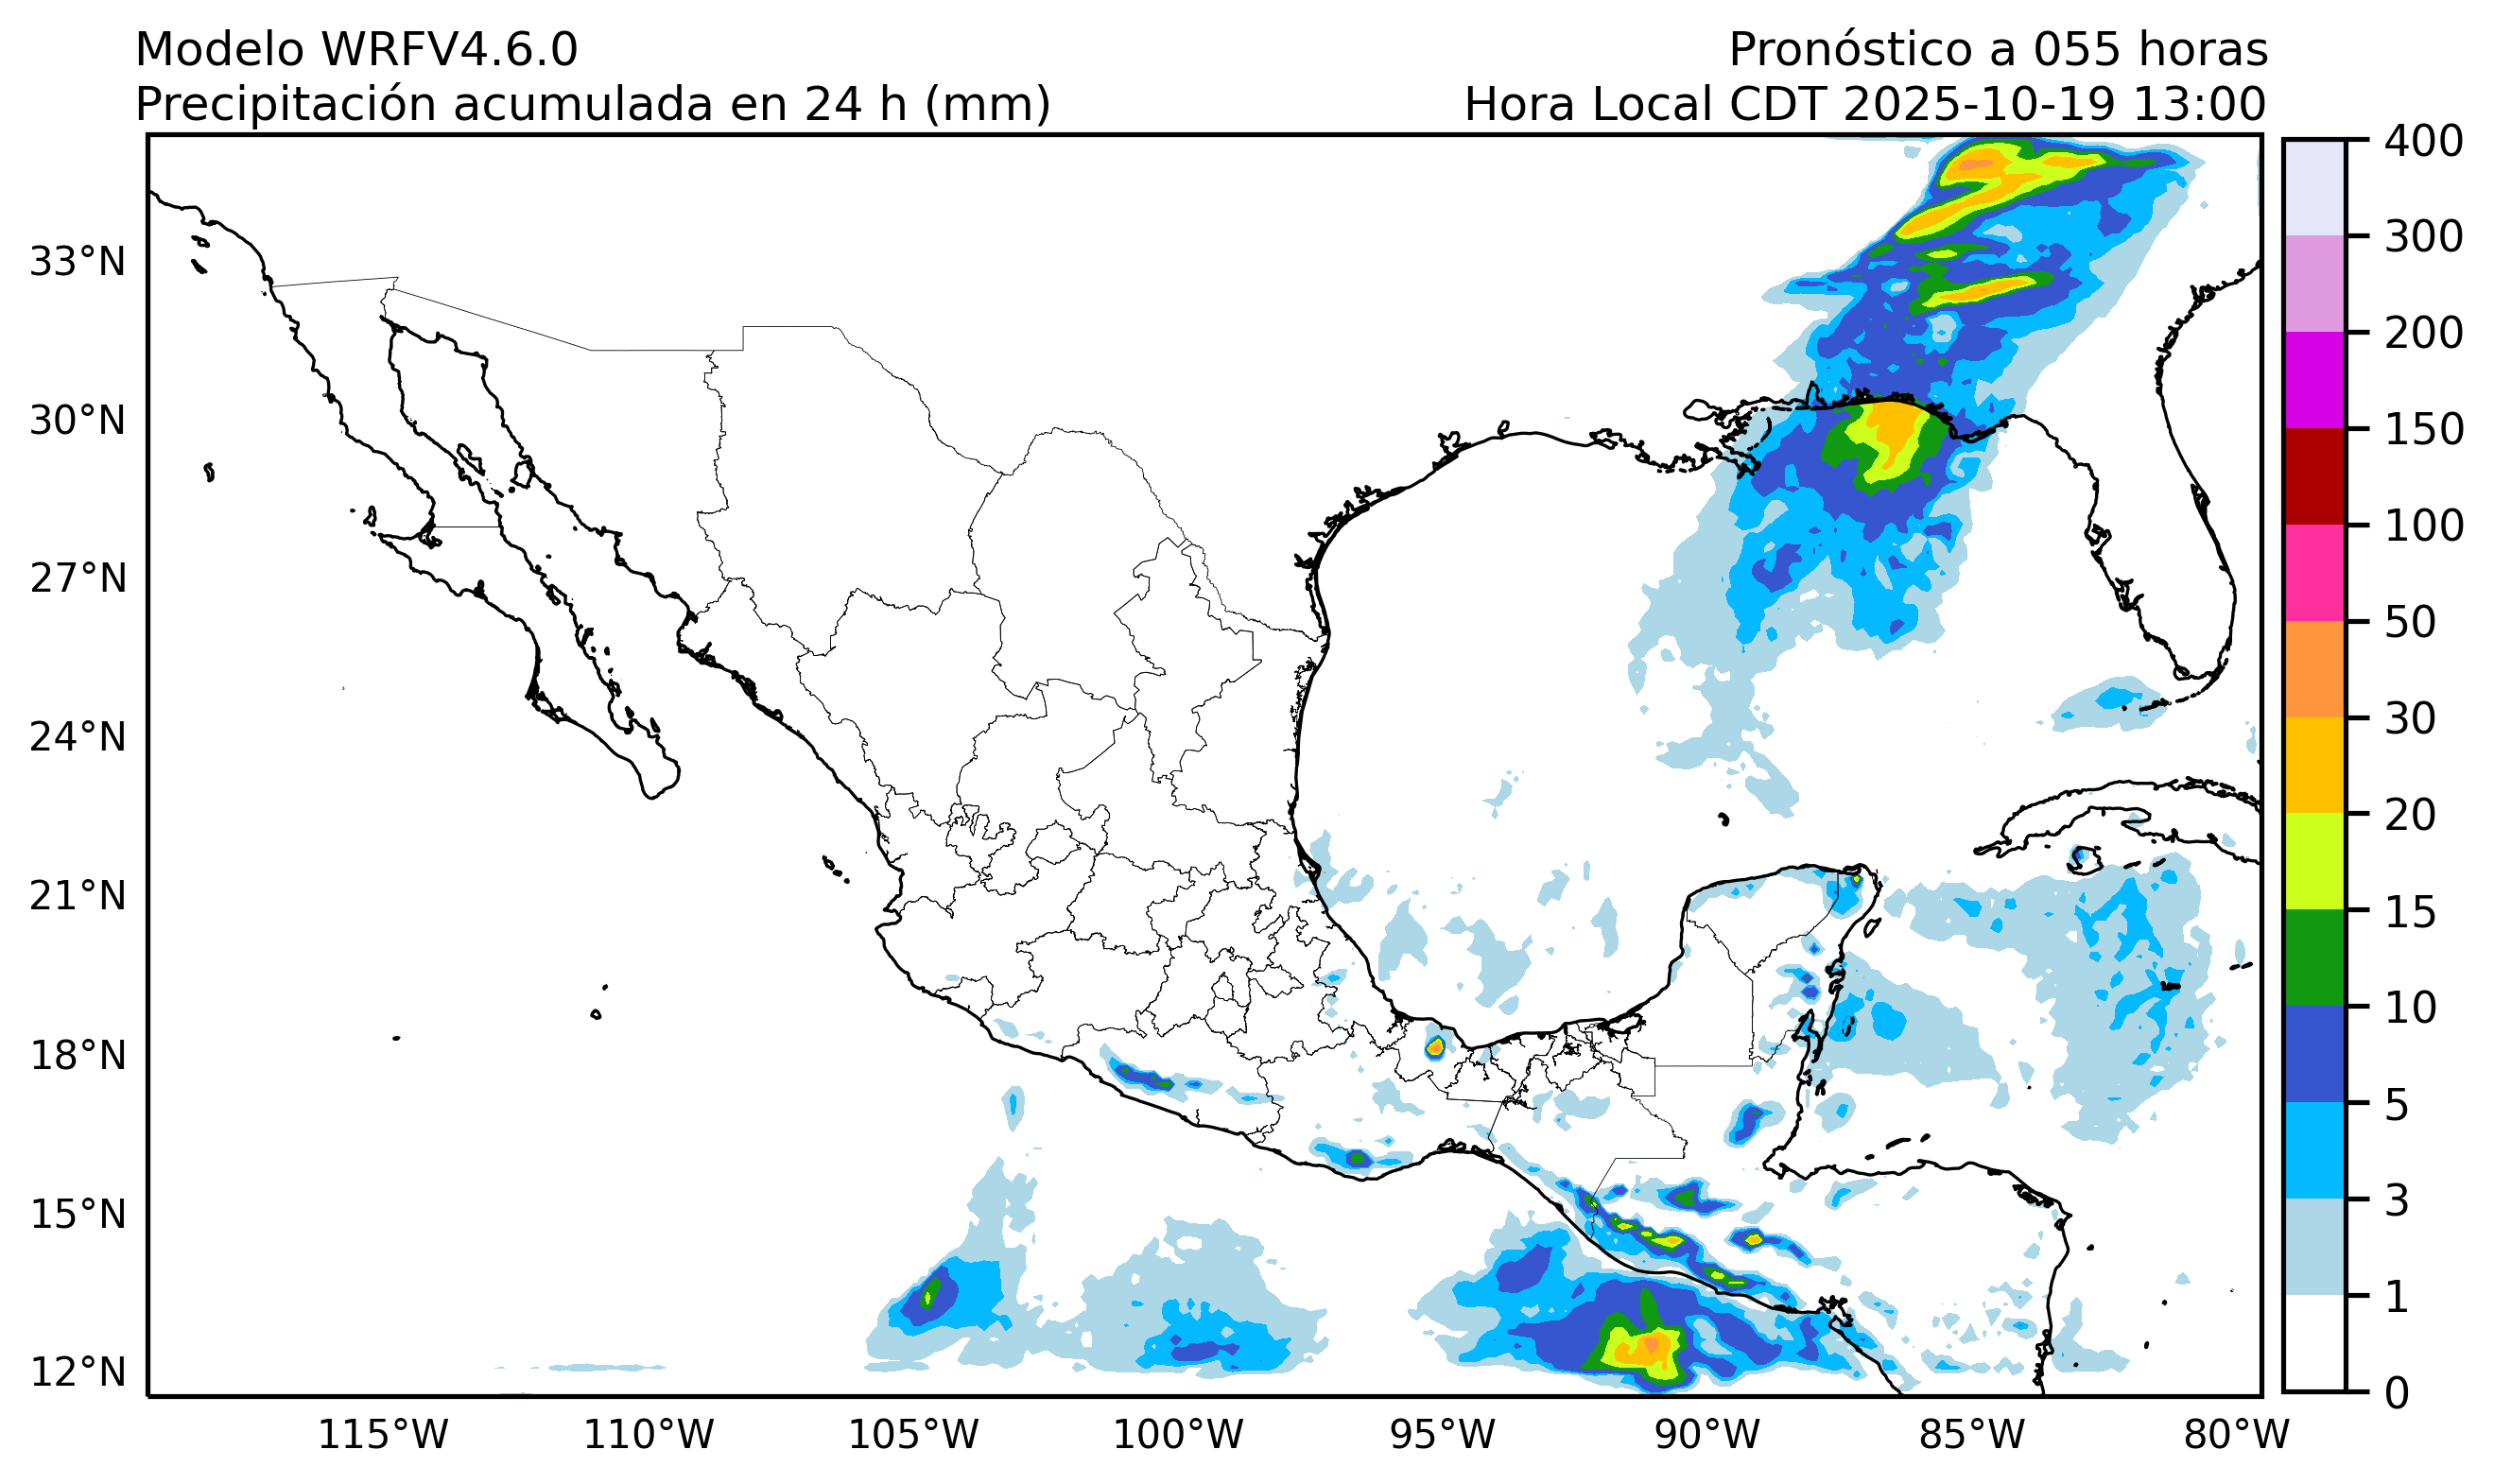 Modelo WRFV4.6.0
Pronóstico a 055 horas
Precipitación acumulada en 24 h (mm)
Hora Local CDT 2025-10-19 13:00
33°N
30°N
27°N
24°N
21°N
18°N
15°N
12°N
115°W
110°W
105°W
100°W
95°W
90°W
85°W
80°W
400
300
200
150
100
50
30
20
15
10
5
3
1
0